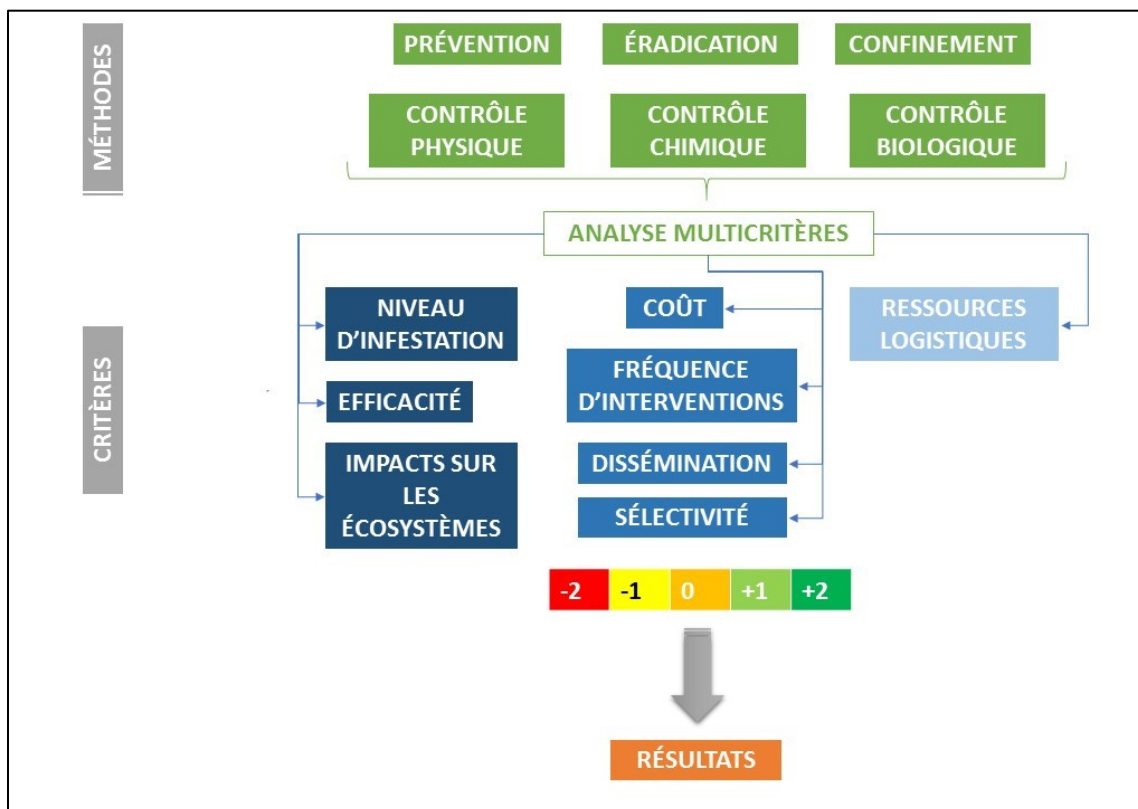 MÉTHODES
PRÉVENTION
ÉRADICATION
CONFINEMENT
CONTRÔLE
PHYSIQUE
CONTRÔLE
CHIMIQUE
CONTRÔLE
BIOLOGIQUE
ANALYSE MULTICRITÈRES
CRITÈRES
NIVEAU
D’INFESTATION
EFFICACITÉ
IMPACTS SUR
LES
ÉCOSYSTÈMES
COÛT
FRÉQUENCE
D’INTERVENTIONS
DISSÉMINATION
SÉLECTIVITÉ
RESSOURCES
LOGISTIQUES
-2 -1 0 +1 +2
RÉSULTATS